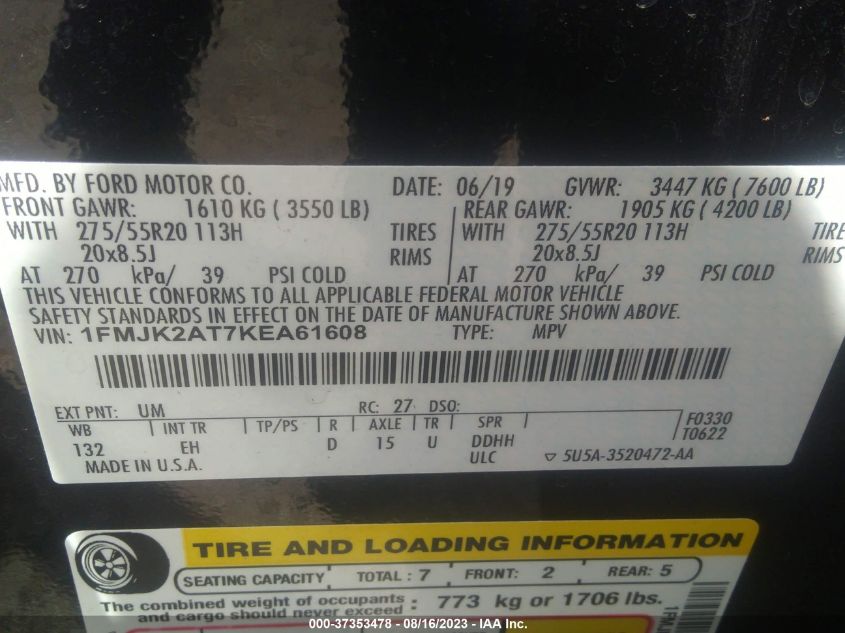 MFD. BY FORD MOTOR CO. DATE: 06/19 GVWR: 3447 KG ( 7600 LB)
FRONT GAWR: 1610 KG ( 3550 LB) REAR GAWR: 1905 KG ( 4200 LB)
WITH 275/55R20 113H TIRES WITH 275/55R20 113H TIRE
20x8.5J RIMS 20x8.5J RIMS
AT 270 kPa/ 39 PSI COLD AT 270 kPa/ 39 PSI COLD
THIS VEHICLE CONFORMS TO ALL APPLICABLE FEDERAL MOTOR VEHICLE
SAFETY STANDARDS IN EFFECT ON THE DATE OF MANUFACTURE SHOWN ABOVE.
VIN: 1FMJK2AT7KEA61608 TYPE: MPV
EXT PNT: UM RC: 27 DSO:
WB INT TR TP/PS R AXLE TR SPR F0330
132 EH D 15 U DDHH T0622
MADE IN U.S.A. ULC 5U5A-3520472-AA
TIRE AND LOADING INFORMATION
SEATING CAPACITY TOTAL : 7 FRONT: 2 REAR: 5
The combined weight of occupants and cargo should never exceed : 773 kg or 1706 lbs.
000-37353478 - 08/16/2023 - IAA Inc.